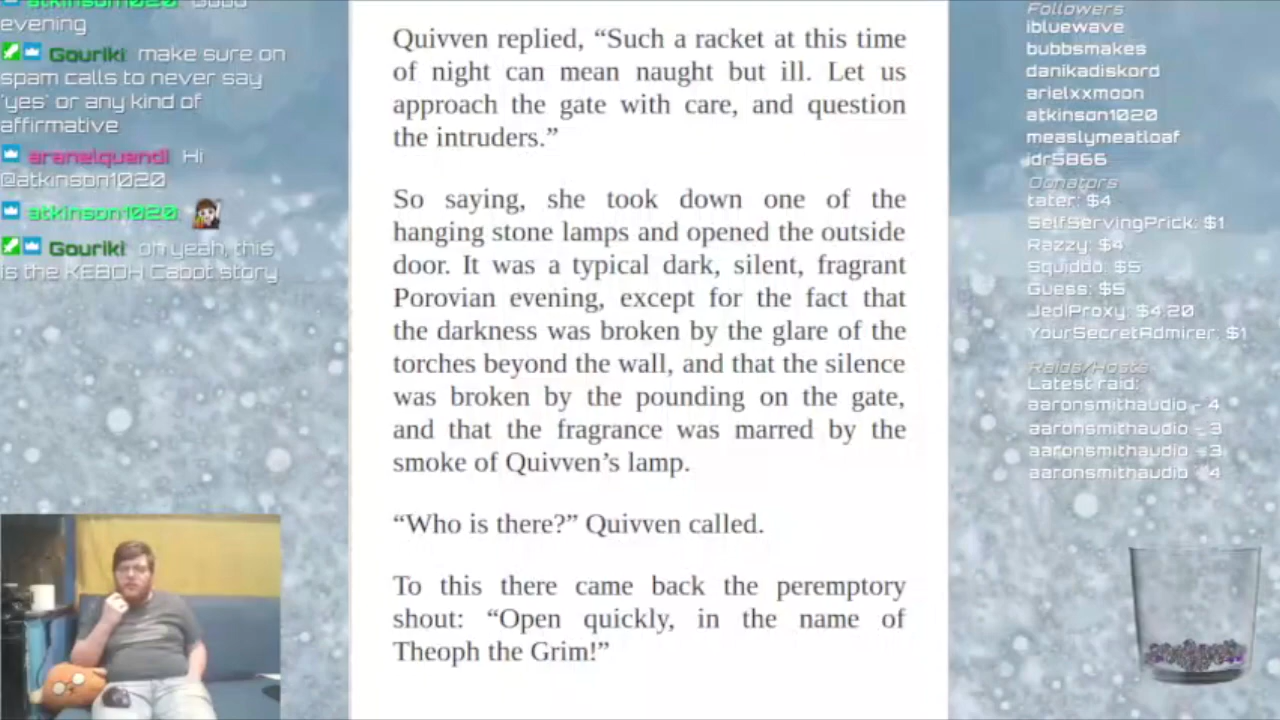 atkinson1020: Good
evening
Gouriki: make sure on
spam calls to never say
'yes' or any kind of
affirmative
aranelquendi: Hi
@atkinson1020
atkinson1020:
Gouriki: oh yeah, this
is the KEBOH Cabot story
Quivven replied, “Such a racket at this time
of night can mean naught but ill. Let us
approach the gate with care, and question
the intruders.”
So saying, she took down one of the
hanging stone lamps and opened the outside
door. It was a typical dark, silent, fragrant
Porovian evening, except for the fact that
the darkness was broken by the glare of the
torches beyond the wall, and that the silence
was broken by the pounding on the gate,
and that the fragrance was marred by the
smoke of Quivven’s lamp.
“Who is there?” Quivven called.
To this there came back the peremptory
shout: “Open quickly, in the name of
Theoph the Grim!”
Followers
ibluewave
bubbsmakes
danikadiskord
arielxxmoon
atkinson1020
measlymeatloaf
jdr5866
Donators
tater: $4
SelfServingPrick: $1
Razzy: $4
Squiddo: $5
Guess: $5
JediProxy: $4.20
YourSecretAdmirer: $1
Raids/Hosts
Latest raid:
aaronsmithaudio - 4
aaronsmithaudio - 3
aaronsmithaudio - 3
aaronsmithaudio - 4